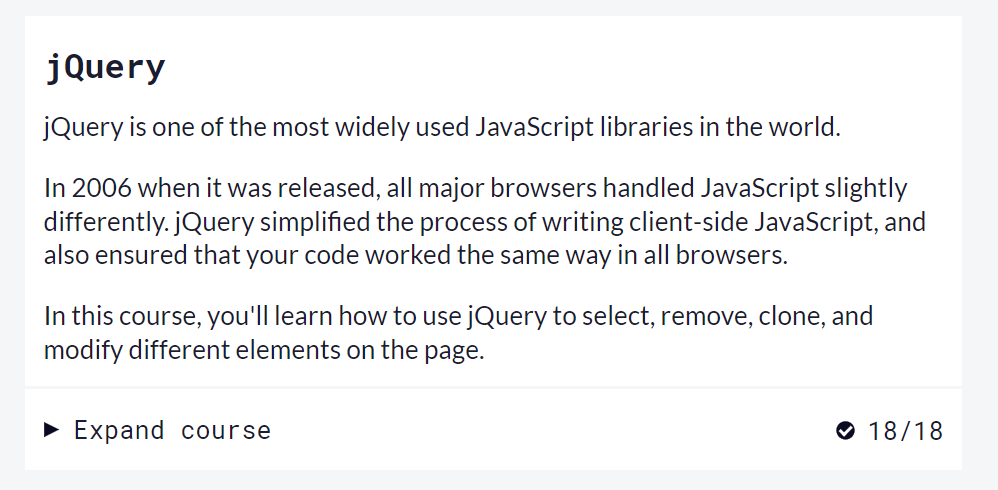 jQuery
jQuery is one of the most widely used JavaScript libraries in the world.
In 2006 when it was released, all major browsers handled JavaScript slightly
differently. jQuery simplified the process of writing client-side JavaScript, and
also ensured that your code worked the same way in all browsers.
In this course, you'll learn how to use jQuery to select, remove, clone, and
modify different elements on the page.
Expand course 18/18